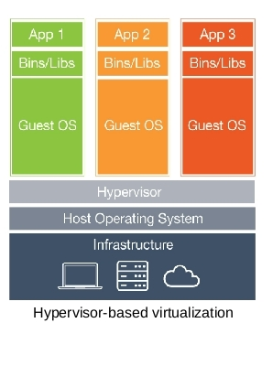 App 1 App 2 App 3
Bins/Libs Bins/Libs Bins/Libs
Guest OS Guest OS Guest OS
Hypervisor
Host Operating System
Infrastructure
Hypervisor-based virtualization